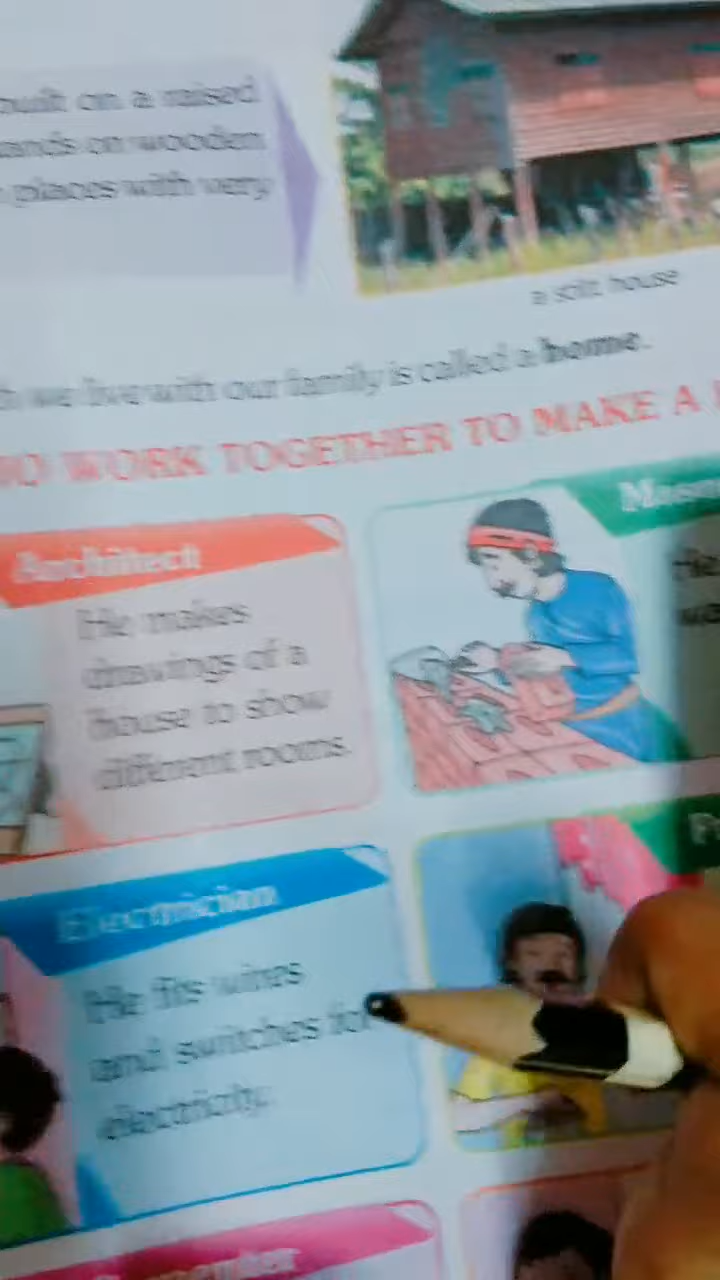 built on a raised
on wooden
places with very
a stilt house
we live with our family is called a home.
WORK TOGETHER TO MAKE A
Architect
He makes
drawings of a
house to show
different rooms.
Mason
He
Electrician
He fits wires
and switches for
electricity.